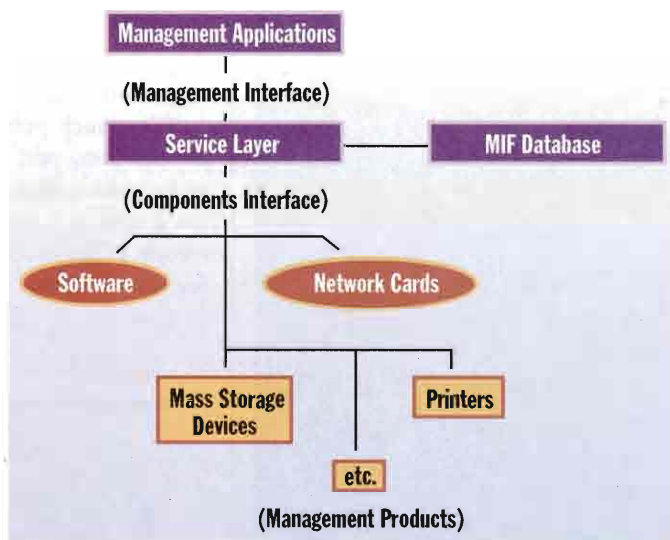 Management Applications
(Management Interface)
Service Layer
MIF Database
(Components Interface)
Software
Network Cards
Mass Storage
Devices
Printers
etc.
(Management Products)